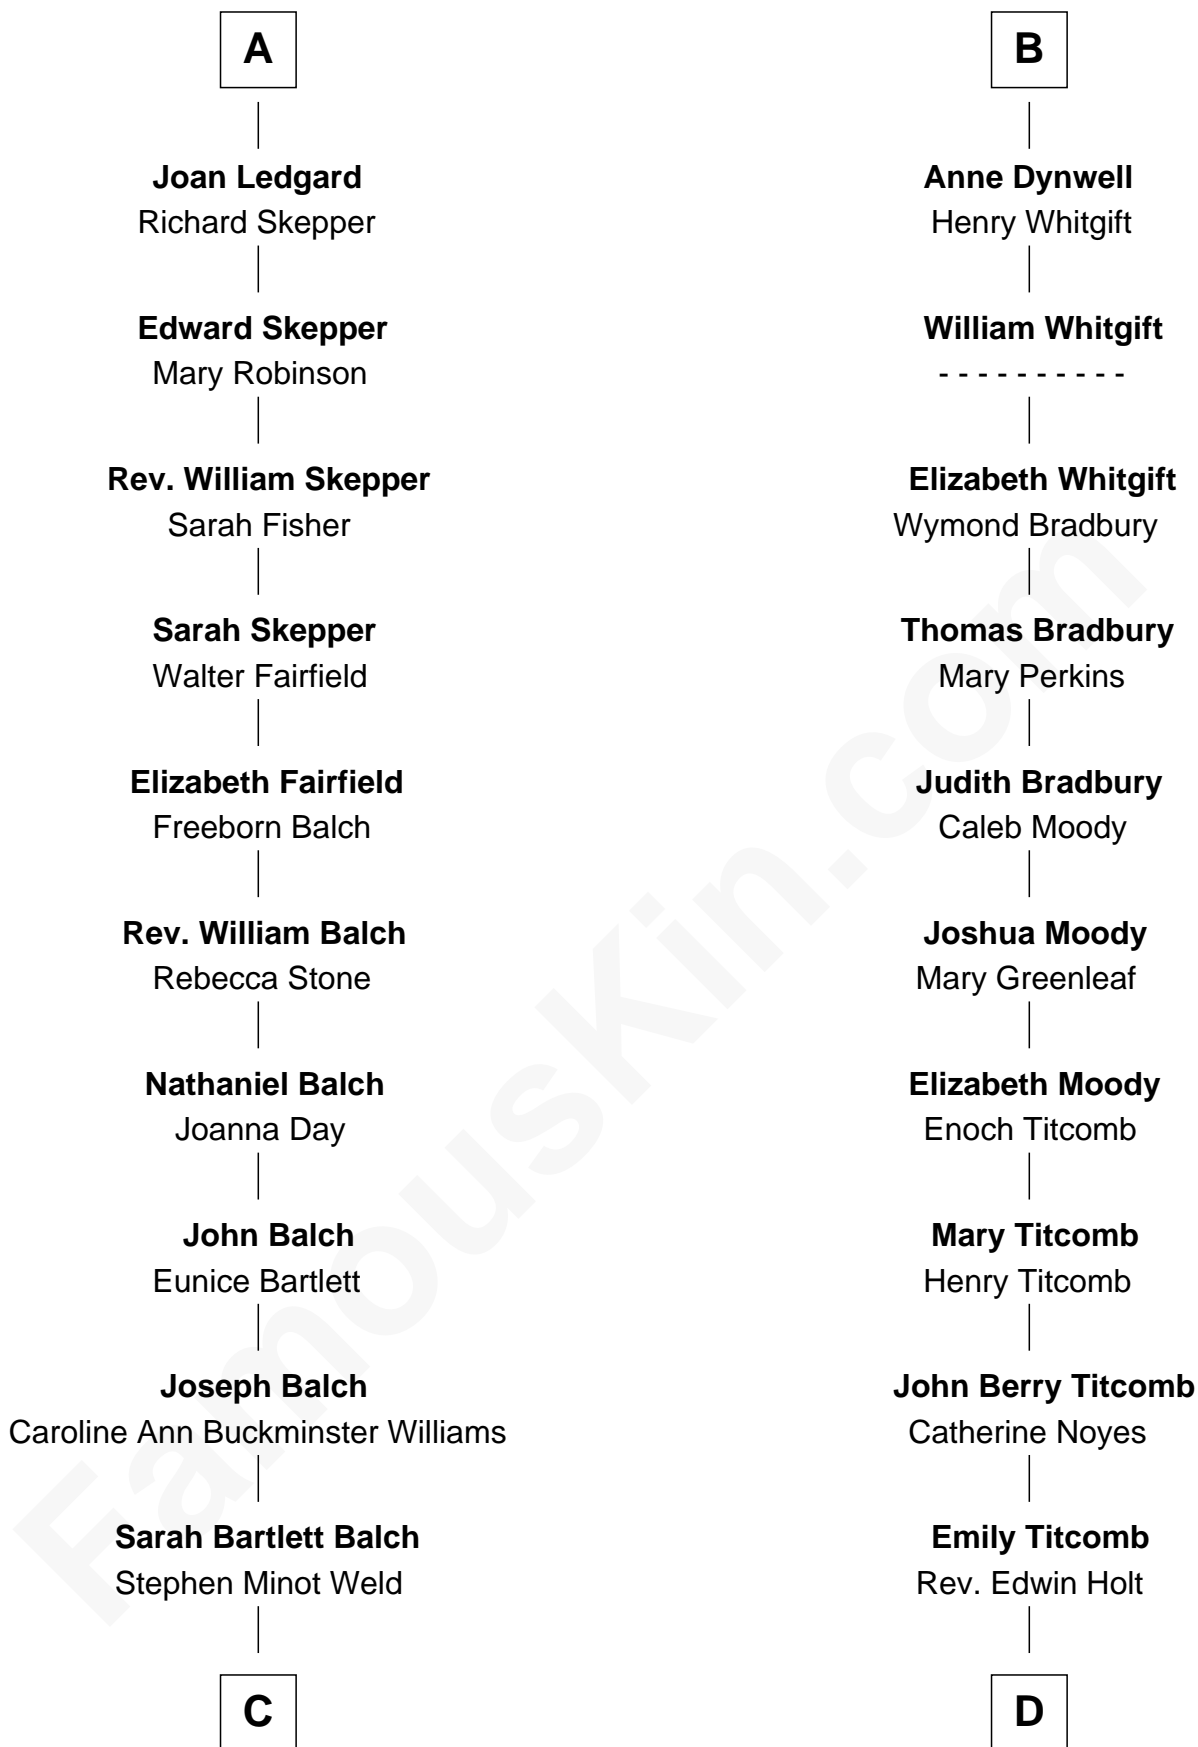 A
Joan Ledgard
Richard Skepper
Edward Skepper
Mary Robinson
Rev. William Skepper
Sarah Fisher
Sarah Skepper
Walter Fairfield
Elizabeth Fairfield
Freeborn Balch
Rev. William Balch
Rebecca Stone
Nathaniel Balch
Joanna Day
John Balch
Eunice Bartlett
Joseph Balch
Caroline Ann Buckminster Williams
Sarah Bartlett Balch
Stephen Minot Weld
C
B
Anne Dynwell
Henry Whitgift
William Whitgift
- - - - - - - - - -
Elizabeth Whitgift
Wymond Bradbury
Thomas Bradbury
Mary Perkins
Judith Bradbury
Caleb Moody
Joshua Moody
Mary Greenleaf
Elizabeth Moody
Enoch Titcomb
Mary Titcomb
Henry Titcomb
John Berry Titcomb
Catherine Noyes
Emily Titcomb
Rev. Edwin Holt
D
FamousKin.com